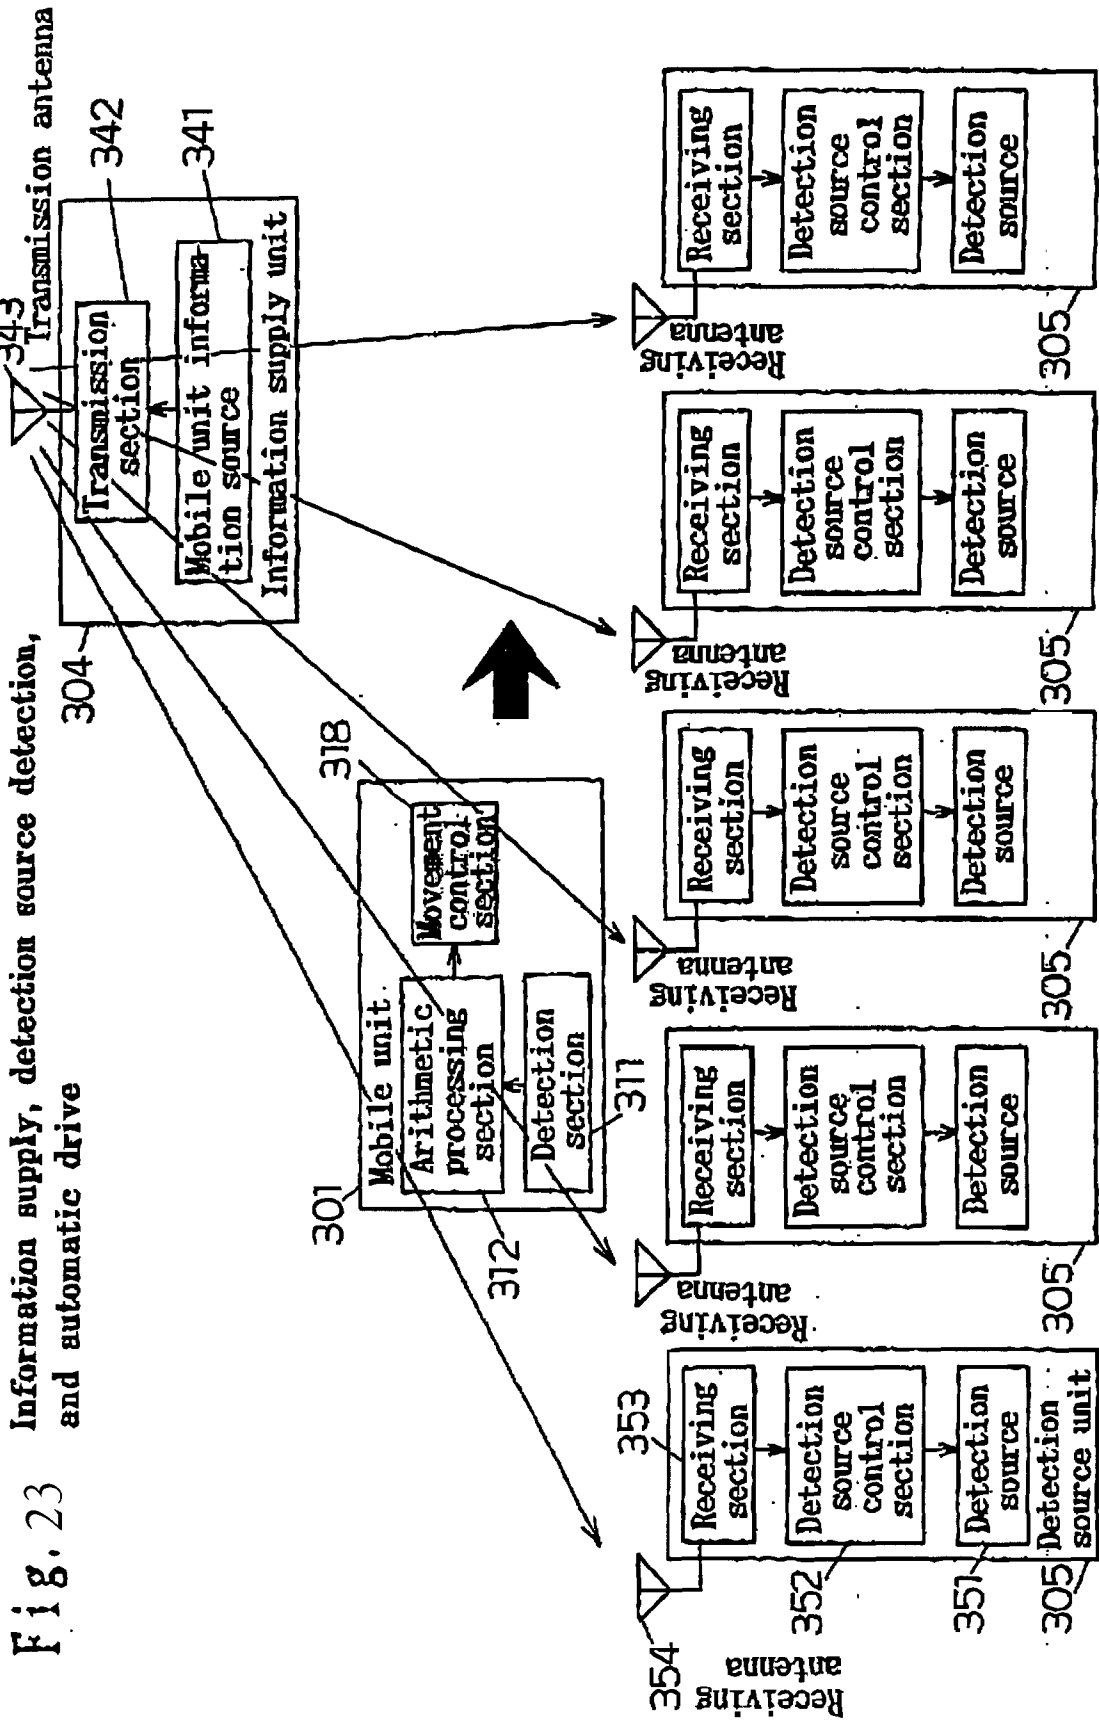 Fig. 23
Information supply, detection source detection,
and automatic drive
343
Transmission antenna
304
342
341
Transmission
section
Mobile unit informa-
tion source
Information supply unit
301
318
Mobile unit
Arithmetic
processing
section
Movement
control
section
Detection
section
312
311
354
Receiving
antenna
353
Receiving
section
352
Detection
source
control
section
351
Detection
source
305
Detection
source unit
Receiving
antenna
Receiving
section
Detection
source
control
section
Detection
source
305
Receiving
antenna
Receiving
section
Detection
source
control
section
Detection
source
305
Receiving
antenna
Receiving
section
Detection
source
control
section
Detection
source
305
Receiving
antenna
Receiving
section
Detection
source
control
section
Detection
source
305